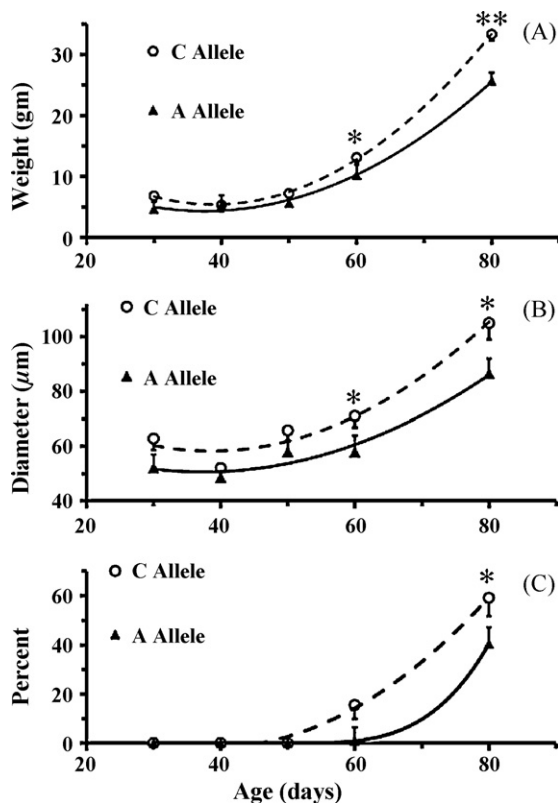 ** (A)
C Allele
A Allele
*
Weight (gm)
30
20
10
0
20 40 60 80
* (B)
C Allele
A Allele
*
Diameter (µm)
100
80
60
40
20 40 60 80
* (C)
C Allele
A Allele
Percent
60
40
20
0
20 40 60 80
Age (days)